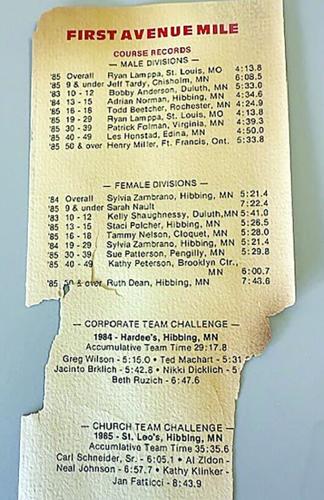 FIRST AVENUE MILE
COURSE RECORDS
— MALE DIVISIONS —
'85 Overall Ryan Lamppa, St. Louis, MO 4:13.8
'85 9 & under Jeff Tardy, Chisholm, MN 6:08.5
'83 10 - 12 Bobby Anderson, Duluth, MN 5:33.0
'84 13 - 15 Adrian Norman, Hibbing, MN 4:34.6
'85 16 - 18 Todd Beetcher, Rochester, MN 4:24.9
'85 19 - 29 Ryan Lamppa, St. Louis, MO 4:13.8
'85 30 - 39 Patrick Folman, Virginia, MN 4:39.3
'85 40 - 49 Les Honstad, Edina, MN 4:50.0
'85 50 & over Henry Miller, Ft. Francis, Ont. 5:33.8
— FEMALE DIVISIONS —
'84 Overall Sylvia Zambrano, Hibbing, MN 5:21.4
'85 9 & under Sarah Nault 7:22.4
'83 10 - 12 Kelly Shaughnessy, Duluth, MN 5:41.0
'85 13 - 15 Staci Polcher, Hibbing, MN 5:26.5
'85 16 - 18 Tammy Nelson, Cloquet, MN 5:28.0
'84 19 - 29 Sylvia Zambrano, Hibbing, MN 5:21.4
'85 30 - 39 Sue Patterson, Pengilly, MN 5:29.8
'85 40 - 49 Kathy Peterson, Brooklyn Ctr.,
MN 6:00.7
'85 50 & over Ruth Dean, Hibbing, MN 7:43.6
— CORPORATE TEAM CHALLENGE —
1984 - Hardee's, Hibbing, MN
Accumulative Team Time 29:17.8
Greg Wilson - 5:15.0 • Ted Machart - 5:31
Jacinto Brklich - 5:42.8 • Nikki Dicklich - 5
Beth Ruzich - 6:47.6
— CHURCH TEAM CHALLENGE —
1985 - St. Leo's, Hibbing, MN
Accumulative Team Time 35:35.6
Carl Schneider, Sr. - 6:05.1 • Al Zidon -
Neal Johnson - 6:57.7 • Kathy Klinker -
Jan Fatticci - 8:43.9